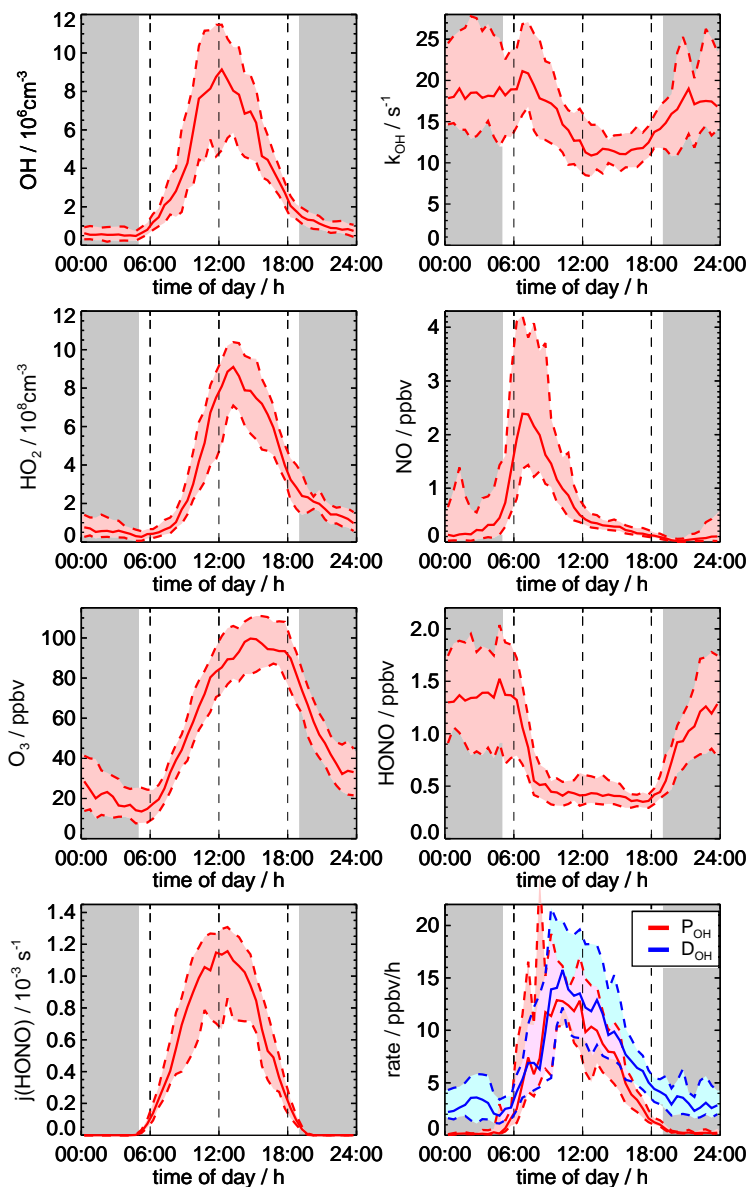 12
10
8
6
4
2
0
OH / 10⁶cm⁻³
00:00 06:00 12:00 18:00 24:00
time of day / h
30
25
20
15
10
5
0
k_OH / s⁻¹
00:00 06:00 12:00 18:00 24:00
time of day / h
12
10
8
6
4
2
0
HO₂ / 10⁸cm⁻³
00:00 06:00 12:00 18:00 24:00
time of day / h
4
3
2
1
0
NO / ppbv
00:00 06:00 12:00 18:00 24:00
time of day / h
100
80
60
40
20
0
O₃ / ppbv
00:00 06:00 12:00 18:00 24:00
time of day / h
2.0
1.5
1.0
0.5
0.0
HONO / ppbv
00:00 06:00 12:00 18:00 24:00
time of day / h
1.4
1.2
1.0
0.8
0.6
0.4
0.2
0.0
j(HONO) / 10⁻³ s⁻¹
00:00 06:00 12:00 18:00 24:00
time of day / h
20
15
10
5
0
rate / ppbv/h
P_OH
D_OH
00:00 06:00 12:00 18:00 24:00
time of day / h